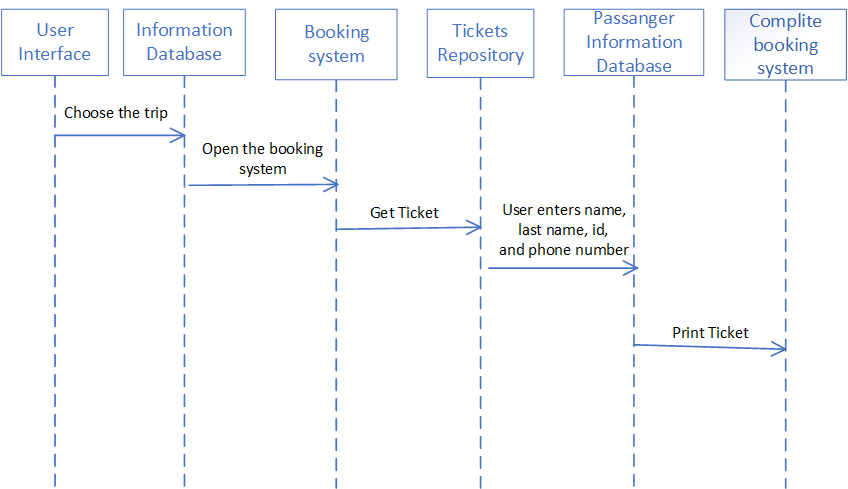 User
Interface
Information
Database
Booking
system
Tickets
Repository
Passanger
Information
Database
Complite
booking
system
Choose the trip
Open the booking
system
Get Ticket
User enters name,
last name, id,
and phone number
Print Ticket